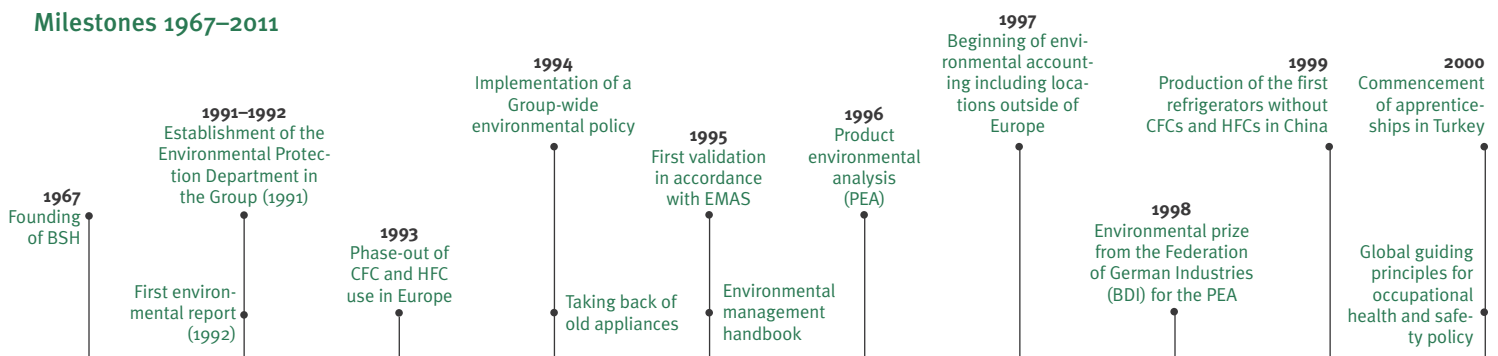 Milestones 1967–2011
1967
Founding
of BSH
1991–1992
Establishment of the
Environmental Protec-
tion Department in
the Group (1991)
First environ-
mental report
(1992)
1993
Phase-out of
CFC and HFC
use in Europe
1994
Implementation of a
Group-wide
environmental policy
Taking back of
old appliances
1995
First validation
in accordance
with EMAS
Environmental
management
handbook
1996
Product
environmental
analysis
(PEA)
1997
Beginning of envi-
ronmental account-
ing including loca-
tions outside of
Europe
1998
Environmental prize
from the Federation
of German Industries
(BDI) for the PEA
1999
Production of the first
refrigerators without
CFCs and HFCs in China
2000
Commencement
of apprentice-
ships in Turkey
Global guiding
principles for
occupational
health and safe-
ty policy